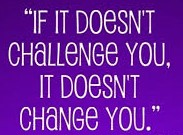 “IF IT DOESN'T
CHALLENGE YOU,
IT DOESN'T
CHANGE YOU.”